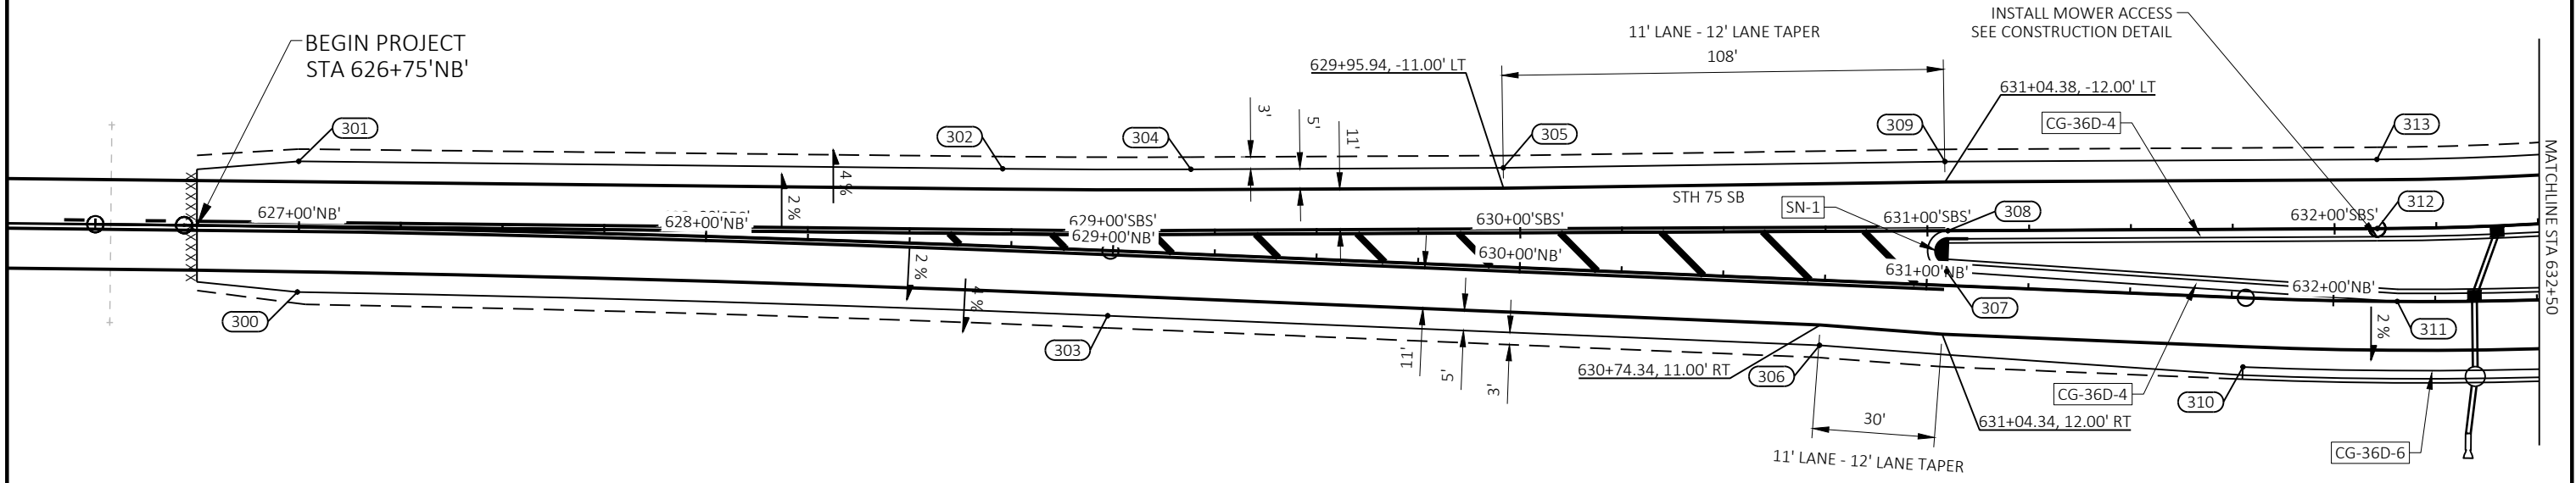 BEGIN PROJECT
STA 626+75'NB'
11' LANE - 12' LANE TAPER
108'
INSTALL MOWER ACCESS
SEE CONSTRUCTION DETAIL
629+95.94, -11.00' LT
631+04.38, -12.00' LT
CG-36D-4
301
302
304
3'
5'
11'
305
309
313
4 %
2 %
STH 75 SB
SN-1
308
312
627+00'NB'
628+00'NB'
629+00'SBS'
629+00'NB'
630+00'SBS'
630+00'NB'
631+00'SBS'
631+00'NB'
632+00'SBS'
632+00'NB'
MATCHLINE STA 632+50
2 %
4 %
2 %
307
311
300
303
11'
5'
3'
630+74.34, 11.00' RT
306
CG-36D-4
310
30'
631+04.34, 12.00' RT
11' LANE - 12' LANE TAPER
CG-36D-6